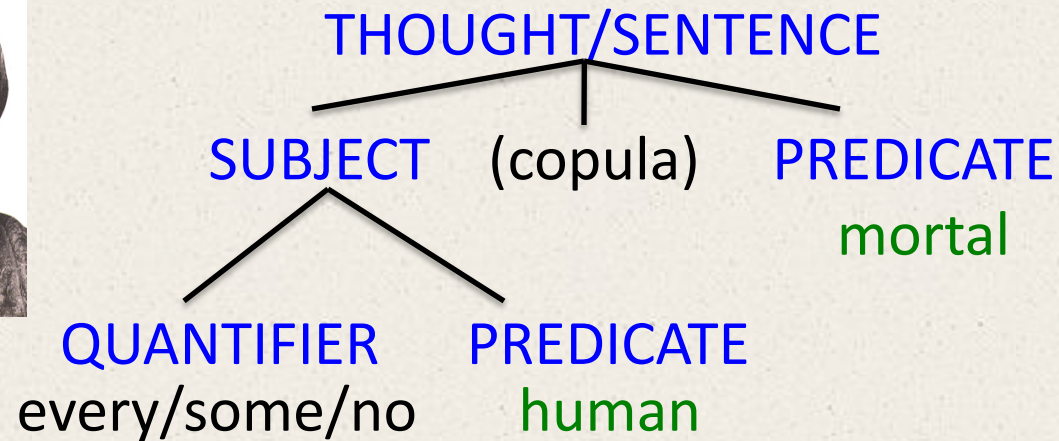 THOUGHT/SENTENCE
SUBJECT (copula) PREDICATE
mortal
QUANTIFIER PREDICATE
every/some/no human